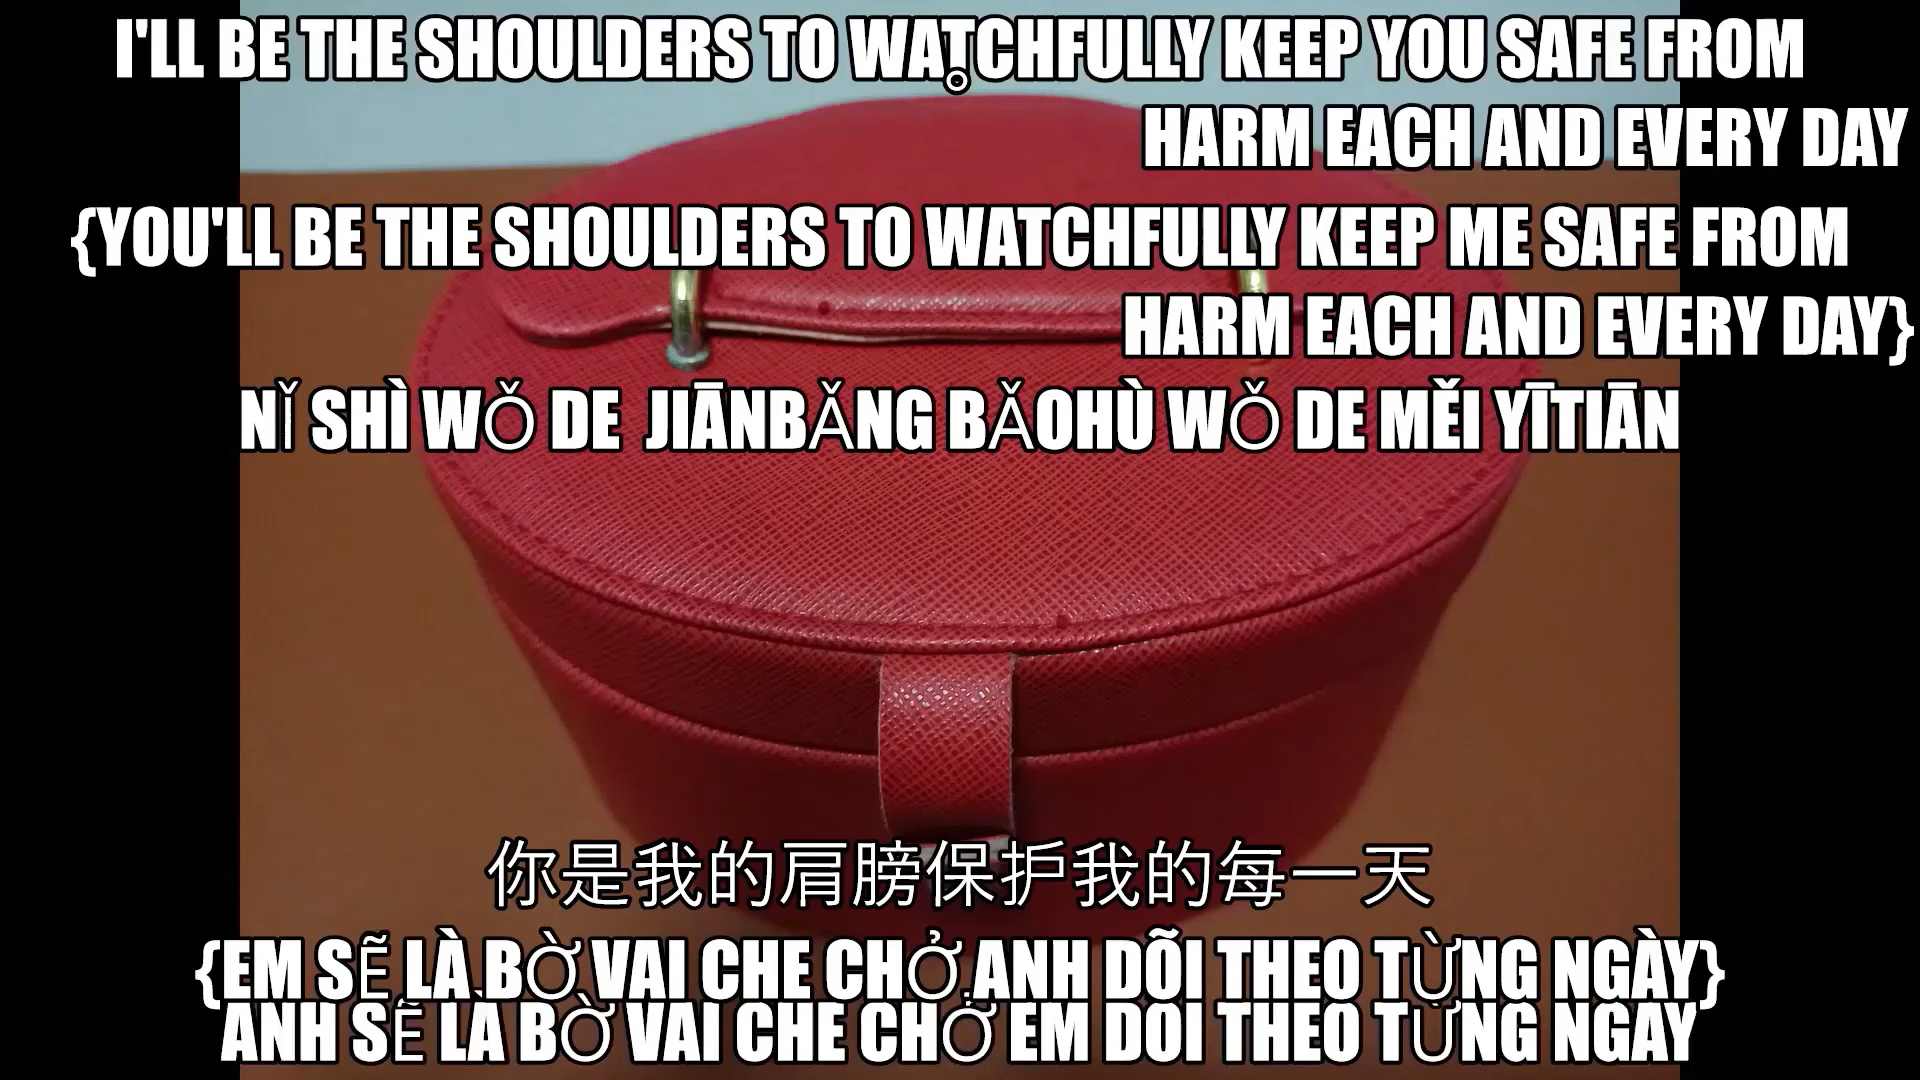 I'LL BE THE SHOULDERS TO WATCHFULLY KEEP YOU SAFE FROM
HARM EACH AND EVERY DAY
{YOU'LL BE THE SHOULDERS TO WATCHFULLY KEEP ME SAFE FROM
HARM EACH AND EVERY DAY}
NǏ SHÌ WǑ DE JIĀNBǍNG BǍOHÙ WǑ DE MĚI YĪTIĀN
你是我的肩膀保护我的每一天
{EM SẼ LÀ BỜ VAI CHE CHỞ ANH DÕI THEO TỪNG NGÀY}
ANH SẼ LÀ BỜ VAI CHE CHỞ EM DÕI THEO TỪNG NGÀY